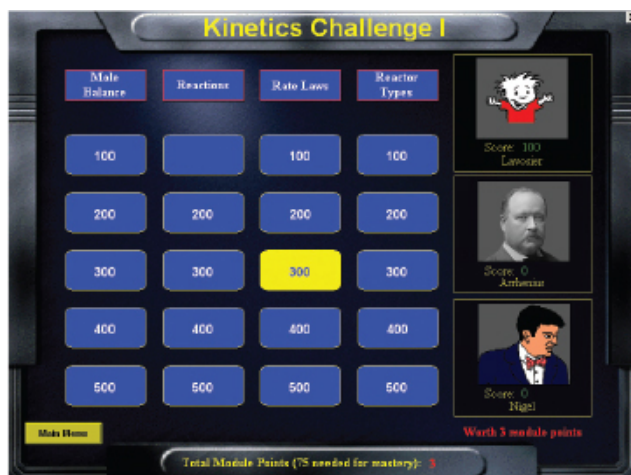 Kinetics Challenge I
Mole
Balance
Reactions
Rate Laws
Reactor
Types
100
100
100
200
200
200
200
300
300
300
300
400
400
400
400
500
500
500
500
Score: 100
Lavosier
Score: 0
Arrhenius
Score: 0
Nigel
Worth 3 module points
Main Menu
Total Module Points (75 needed for mastery): 3